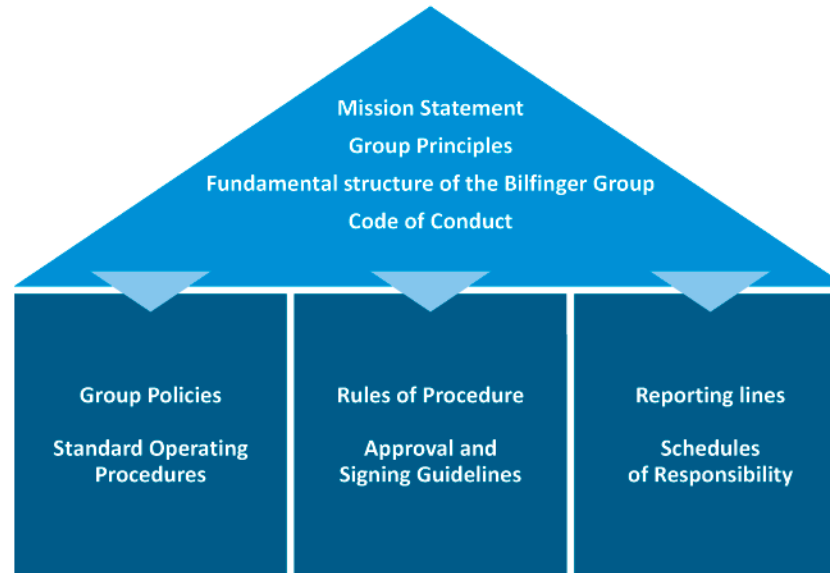 Mission Statement
Group Principles
Fundamental structure of the Bilfinger Group
Code of Conduct
Group Policies
Standard Operating
Procedures
Rules of Procedure
Approval and
Signing Guidelines
Reporting lines
Schedules
of Responsibility